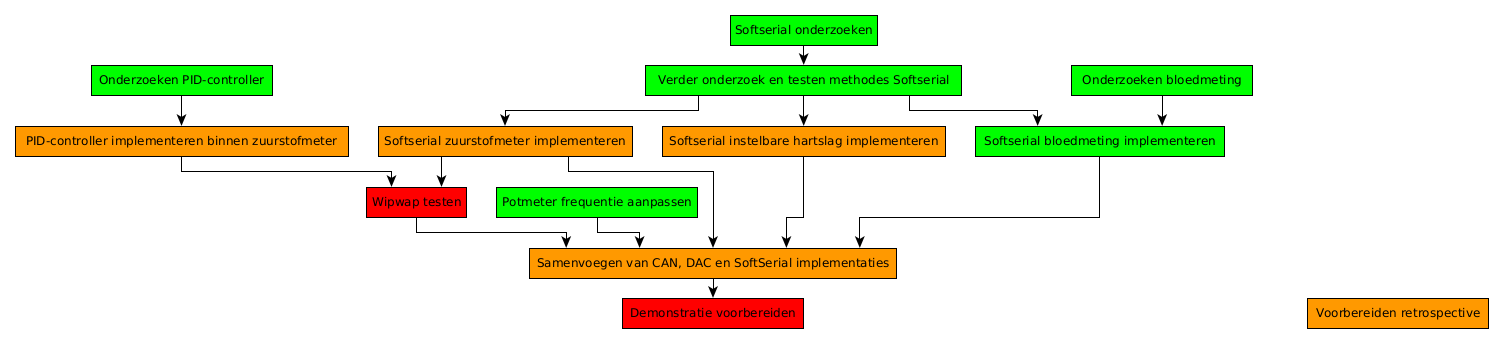 Softserial onderzoeken
Onderzoeken PID-controller
Verder onderzoek en testen methodes Softserial
Onderzoeken bloedmeting
PID-controller implementeren binnen zuurstofmeter
Softserial zuurstofmeter implementeren
Softserial instelbare hartslag implementeren
Softserial bloedmeting implementeren
Wipwap testen
Potmeter frequentie aanpassen
Samenvoegen van CAN, DAC en SoftSerial implementaties
Demonstratie voorbereiden
Voorbereiden retrospective